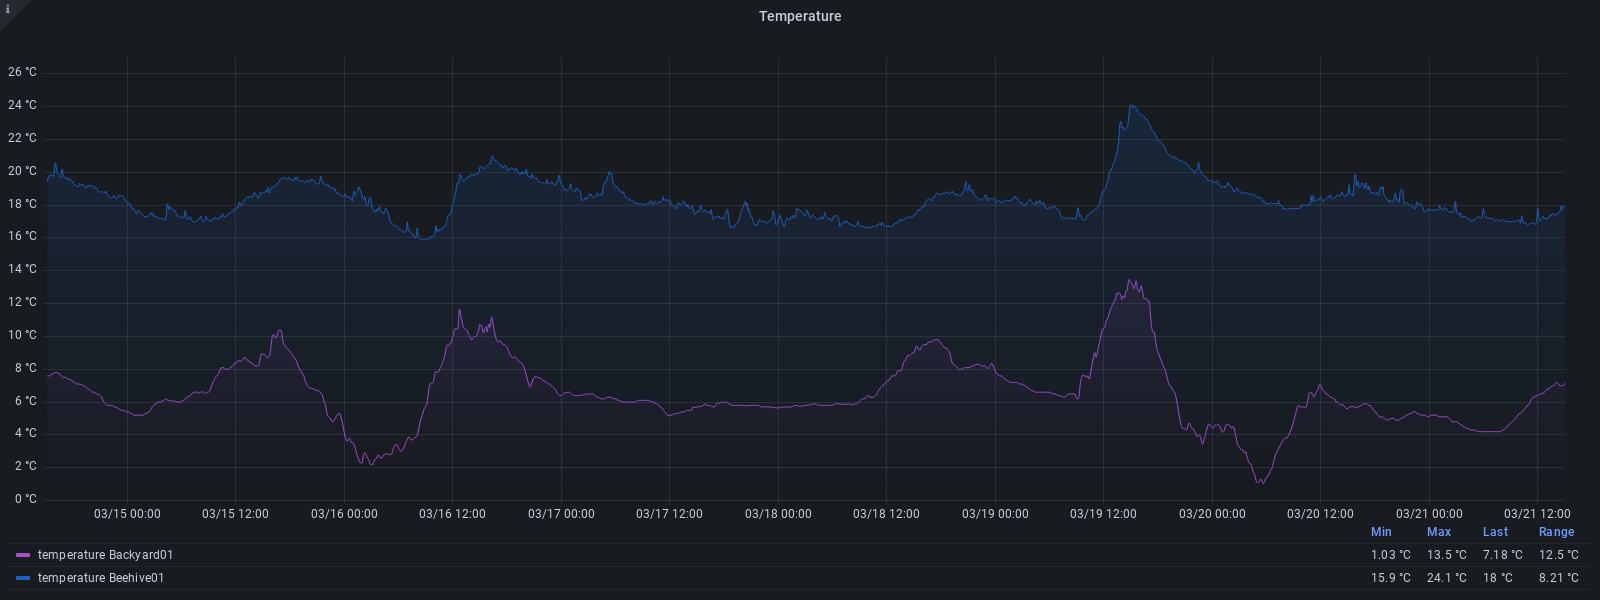 i
Temperature
26 °C
24 °C
22 °C
20 °C
18 °C
16 °C
14 °C
12 °C
10 °C
8 °C
6 °C
4 °C
2 °C
0 °C
03/15 00:00 03/15 12:00 03/16 00:00 03/16 12:00 03/17 00:00 03/17 12:00 03/18 00:00 03/18 12:00 03/19 00:00 03/19 12:00 03/20 00:00 03/20 12:00 03/21 00:00 03/21 12:00
Min Max Last Range
temperature Backyard01 1.03 °C 13.5 °C 7.18 °C 12.5 °C
temperature Beehive01 15.9 °C 24.1 °C 18 °C 8.21 °C